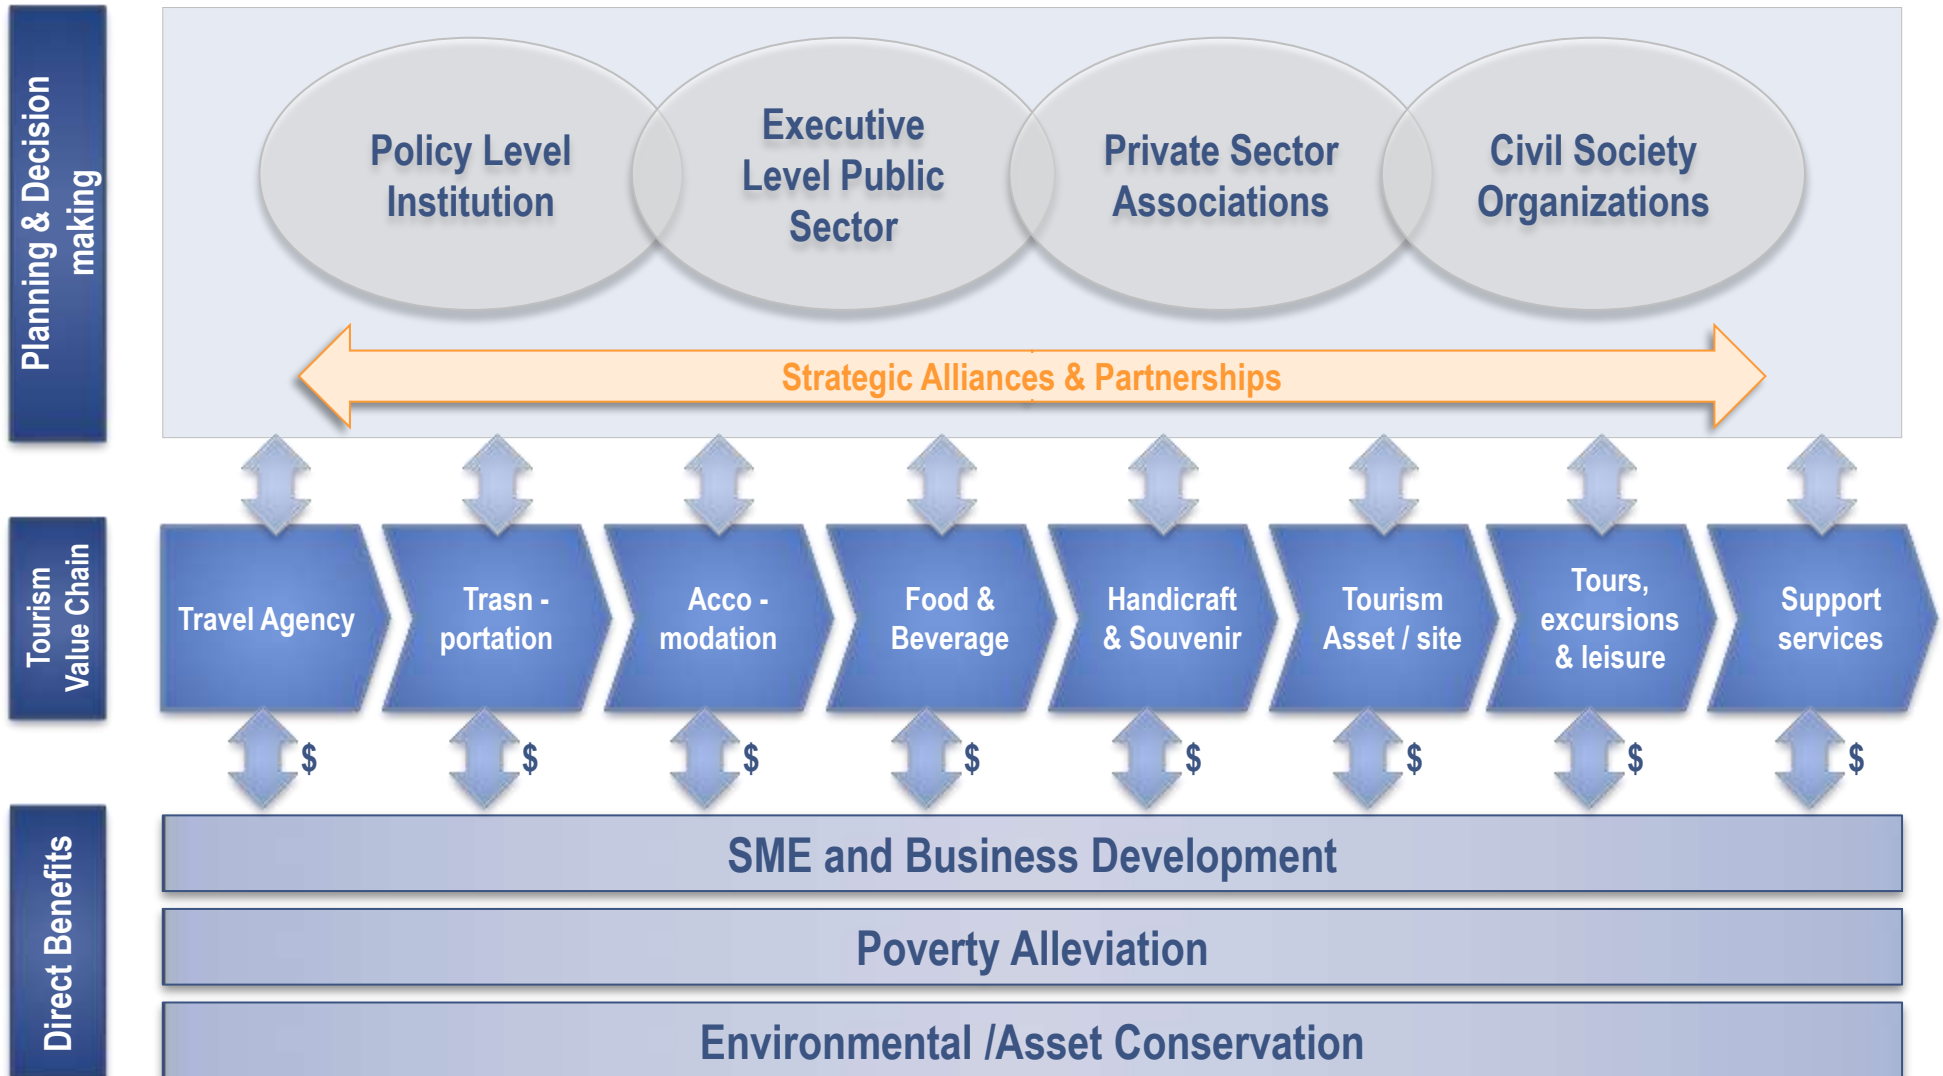 Planning & Decision
making
Policy Level
Institution
Executive
Level Public
Sector
Private Sector
Associations
Civil Society
Organizations
Strategic Alliances & Partnerships
Tourism
Value Chain
Travel Agency
Trasn -
portation
Acco -
modation
Food &
Beverage
Handicraft
& Souvenir
Tourism
Asset / site
Tours,
excursions
& leisure
Support
services
$
$
$
$
$
$
$
$
Direct Benefits
SME and Business Development
Poverty Alleviation
Environmental /Asset Conservation